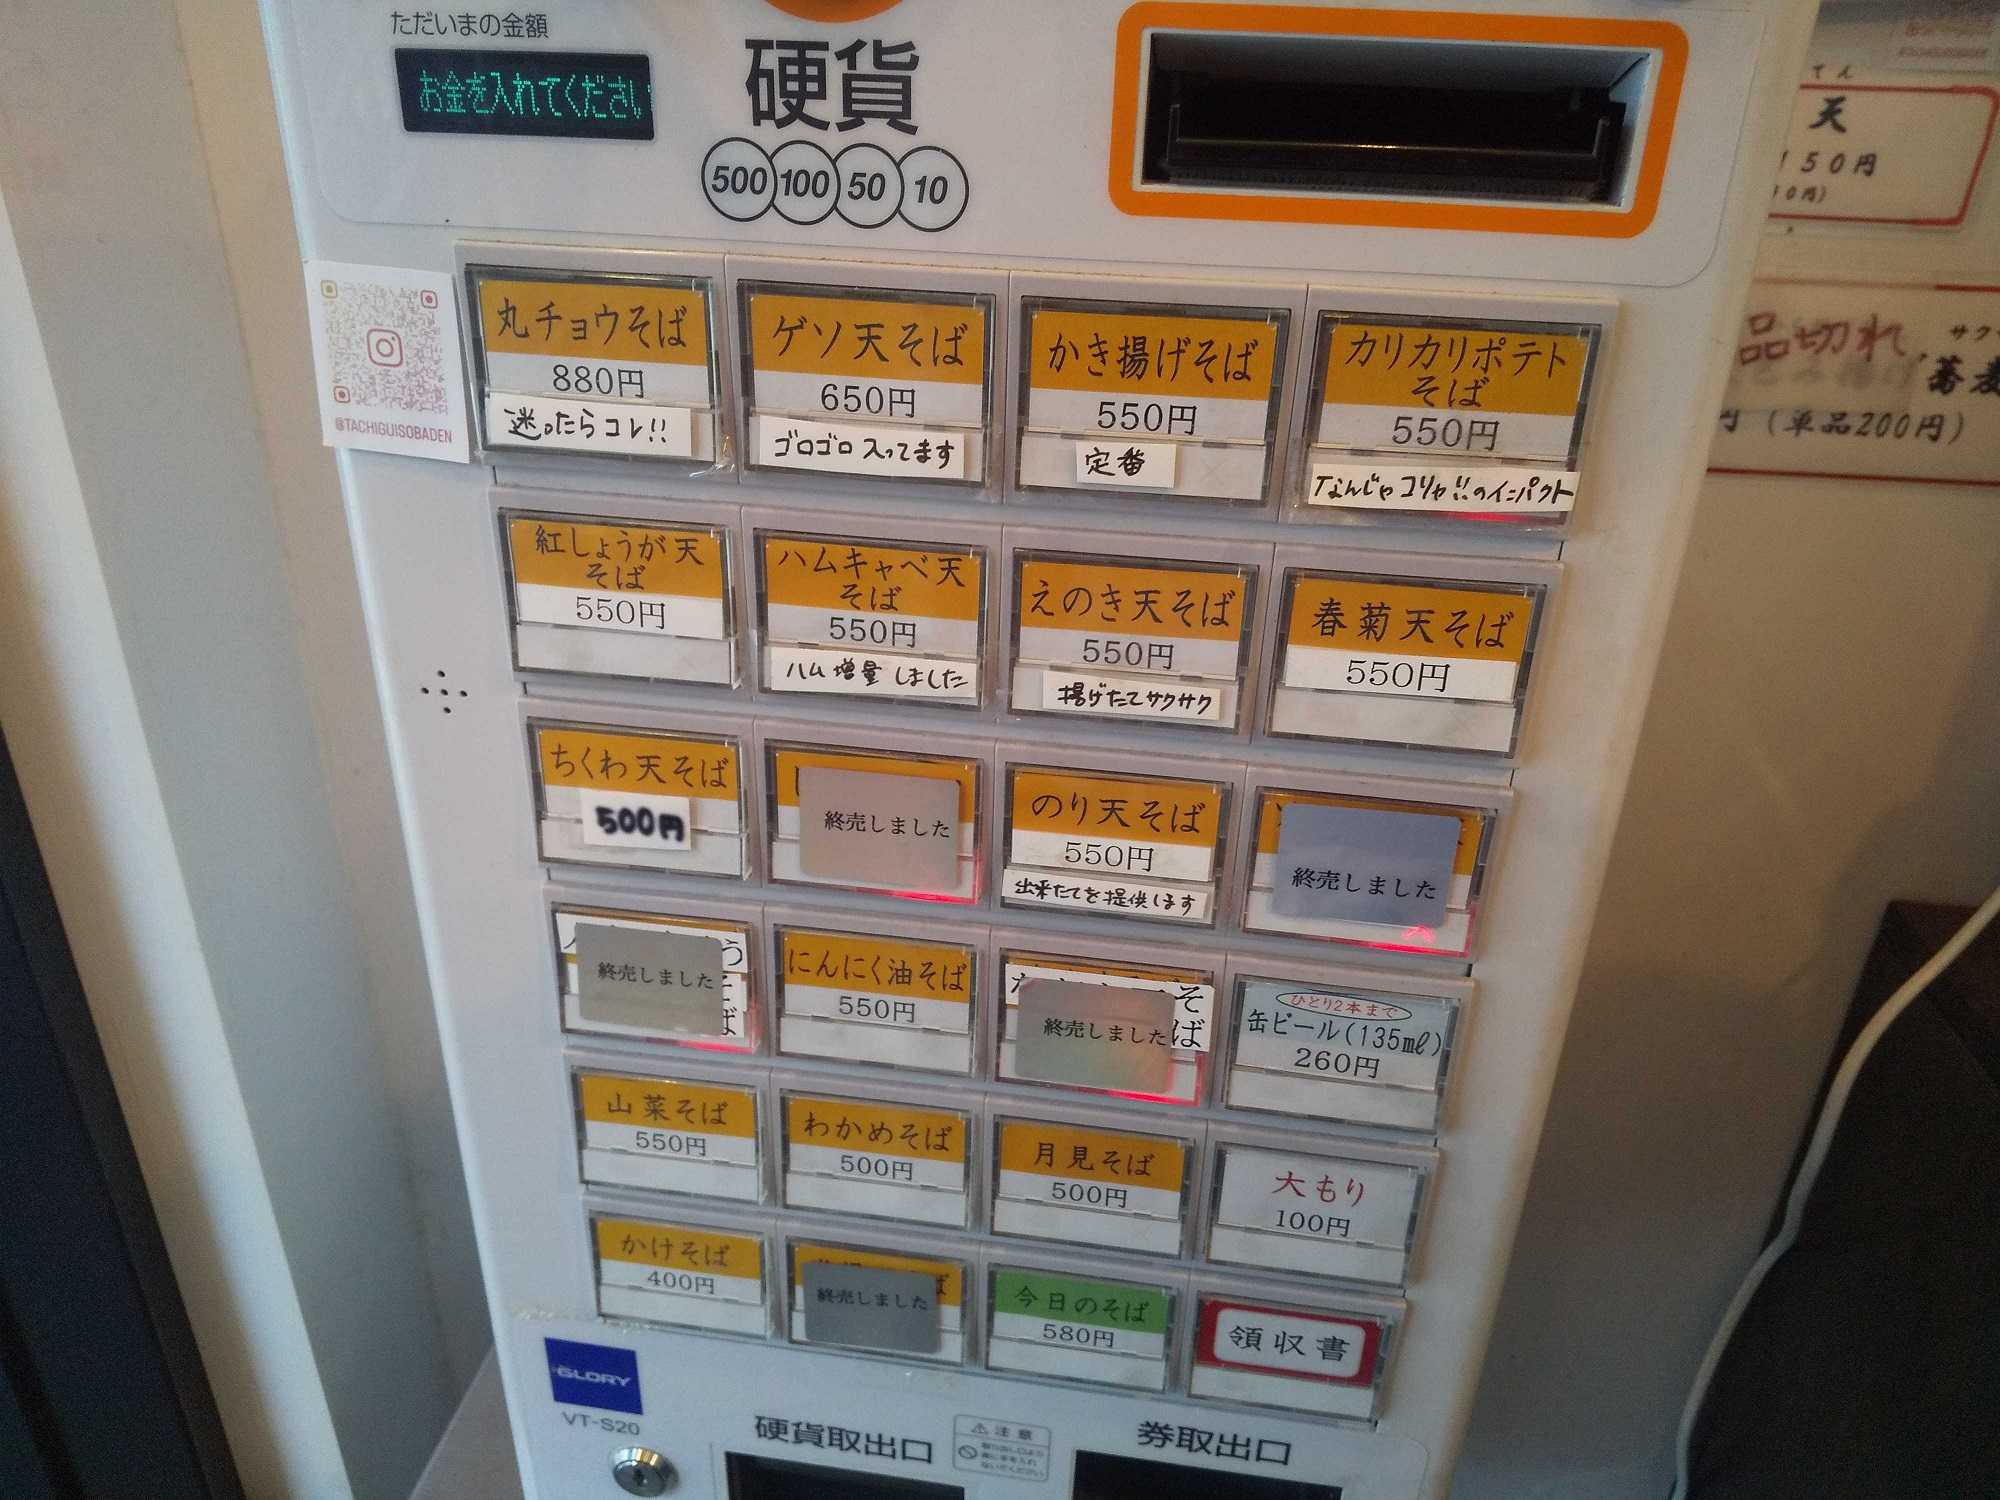 ただいまの金額
お金を入れてください
硬貨
500 100 50 10
天
150円
品切れ
(単品200円)
@TACHIGUISOBADEN
丸チョウそば
880円
迷ったらコレ!!
ゲソ天そば
650円
ゴロゴロ入ってます
かき揚げそば
550円
定番
カリカリポテト
そば
550円
なんじゃコリャ!!のインパクト
紅しょうが天
そば
550円
ハムキャベ天
そば
550円
ハム増量しました
えのき天そば
550円
揚げたてサクサク
春菊天そば
550円
ちくわ天そば
500円
終売しました
のり天そば
550円
出来たてを提供します
終売しました
終売しました
にんにく油そば
550円
終売しました
そ
ば
ひとり2本まで
缶ビール(135ml)
260円
山菜そば
550円
わかめそば
500円
月見そば
500円
大もり
100円
かけそば
400円
終売しました
今日のそば
580円
領収書
GLORY
VT-S20
硬貨取出口
注意
券取出口